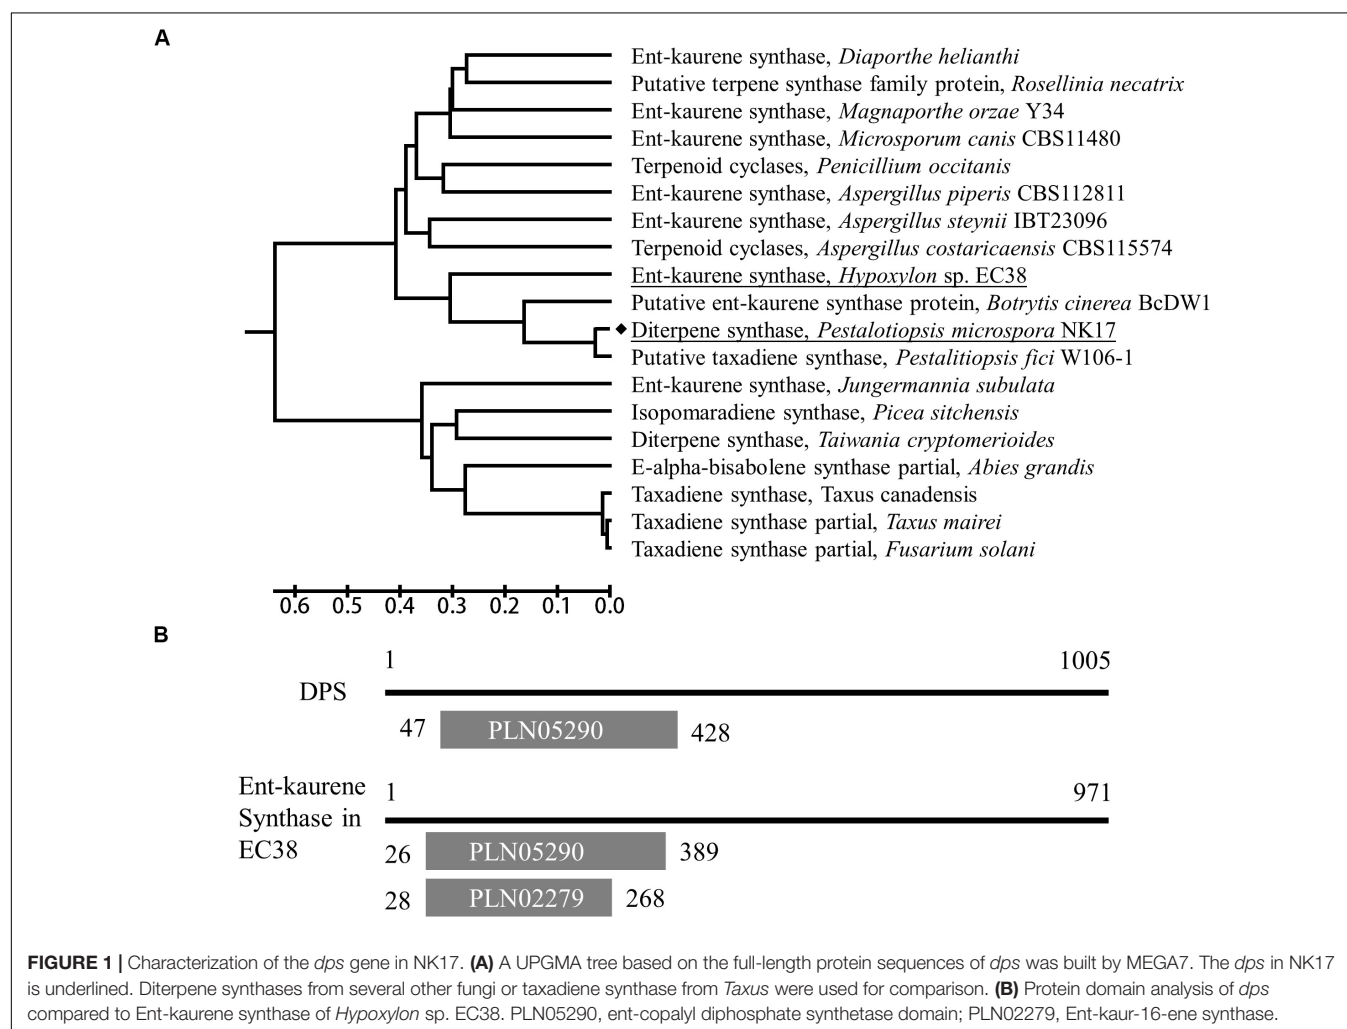 A
Ent-kaurene synthase, Diaporthe helianthi
Putative terpene synthase family protein, Rosellinia necatrix
Ent-kaurene synthase, Magnaporthe orzae Y34
Ent-kaurene synthase, Microsporum canis CBS11480
Terpenoid cyclases, Penicillium occitanis
Ent-kaurene synthase, Aspergillus piperis CBS112811
Ent-kaurene synthase, Aspergillus steynii IBT23096
Terpenoid cyclases, Aspergillus costaricaensis CBS115574
Ent-kaurene synthase, Hypoxylon sp. EC38
Putative ent-kaurene synthase protein, Botrytis cinerea BcDW1
◆ Diterpene synthase, Pestalotiopsis microspora NK17
Putative taxadiene synthase, Pestalitiopsis fici W106-1
Ent-kaurene synthase, Jungermannia subulata
Isopomaradiene synthase, Picea sitchensis
Diterpene synthase, Taiwania cryptomerioides
E-alpha-bisabolene synthase partial, Abies grandis
Taxadiene synthase, Taxus canadensis
Taxadiene synthase partial, Taxus mairei
Taxadiene synthase partial, Fusarium solani
0.6 0.5 0.4 0.3 0.2 0.1 0.0
B
1 1005
DPS
47 PLN05290 428
Ent-kaurene
Synthase in
EC38
1 971
26 PLN05290 389
28 PLN02279 268
FIGURE 1 | Characterization of the dps gene in NK17. (A) A UPGMA tree based on the full-length protein sequences of dps was built by MEGA7. The dps in NK17
is underlined. Diterpene synthases from several other fungi or taxadiene synthase from Taxus were used for comparison. (B) Protein domain analysis of dps
compared to Ent-kaurene synthase of Hypoxylon sp. EC38. PLN05290, ent-copalyl diphosphate synthetase domain; PLN02279, Ent-kaur-16-ene synthase.